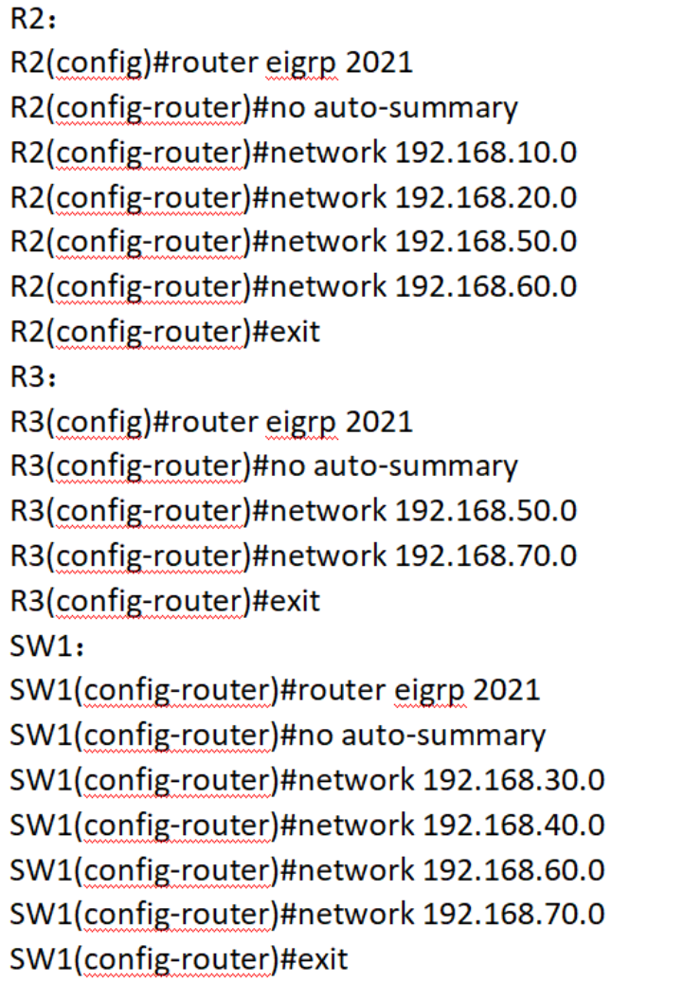 R2：
R2(config)#router eigrp 2021
R2(config-router)#no auto-summary
R2(config-router)#network 192.168.10.0
R2(config-router)#network 192.168.20.0
R2(config-router)#network 192.168.50.0
R2(config-router)#network 192.168.60.0
R2(config-router)#exit
R3：
R3(config)#router eigrp 2021
R3(config-router)#no auto-summary
R3(config-router)#network 192.168.50.0
R3(config-router)#network 192.168.70.0
R3(config-router)#exit
SW1：
SW1(config-router)#router eigrp 2021
SW1(config-router)#no auto-summary
SW1(config-router)#network 192.168.30.0
SW1(config-router)#network 192.168.40.0
SW1(config-router)#network 192.168.60.0
SW1(config-router)#network 192.168.70.0
SW1(config-router)#exit